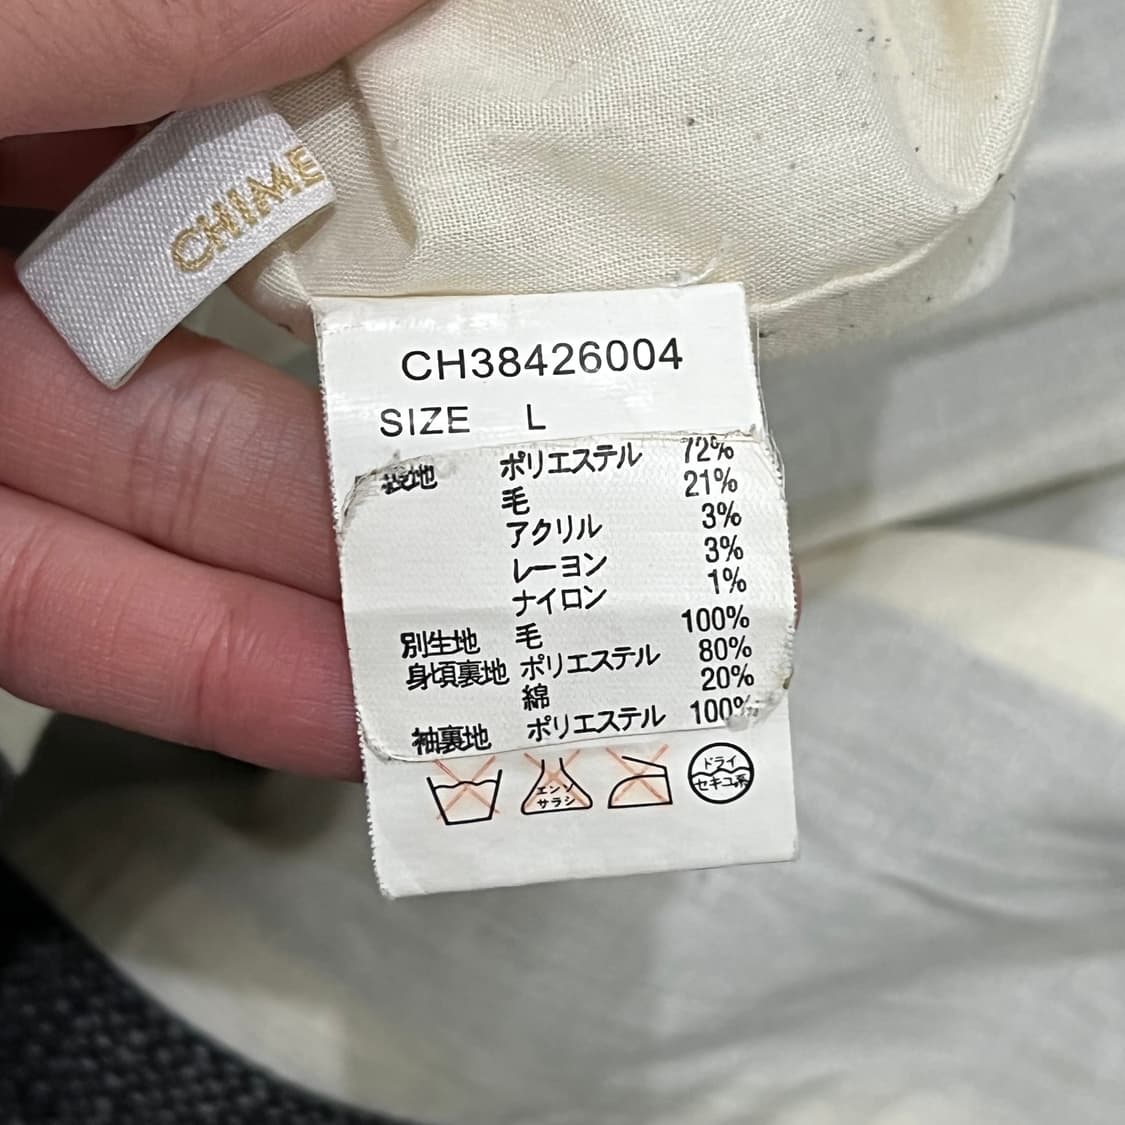 CHIME
CH38426004
SIZE L
表地 ポリエステル 72%
毛 21%
アクリル 3%
レーヨン 3%
ナイロン 1%
別生地 毛 100%
身頃裏地 ポリエステル 80%
綿 20%
袖裏地 ポリエステル 100%
エンソ
サラシ
ドライ
セキユ系